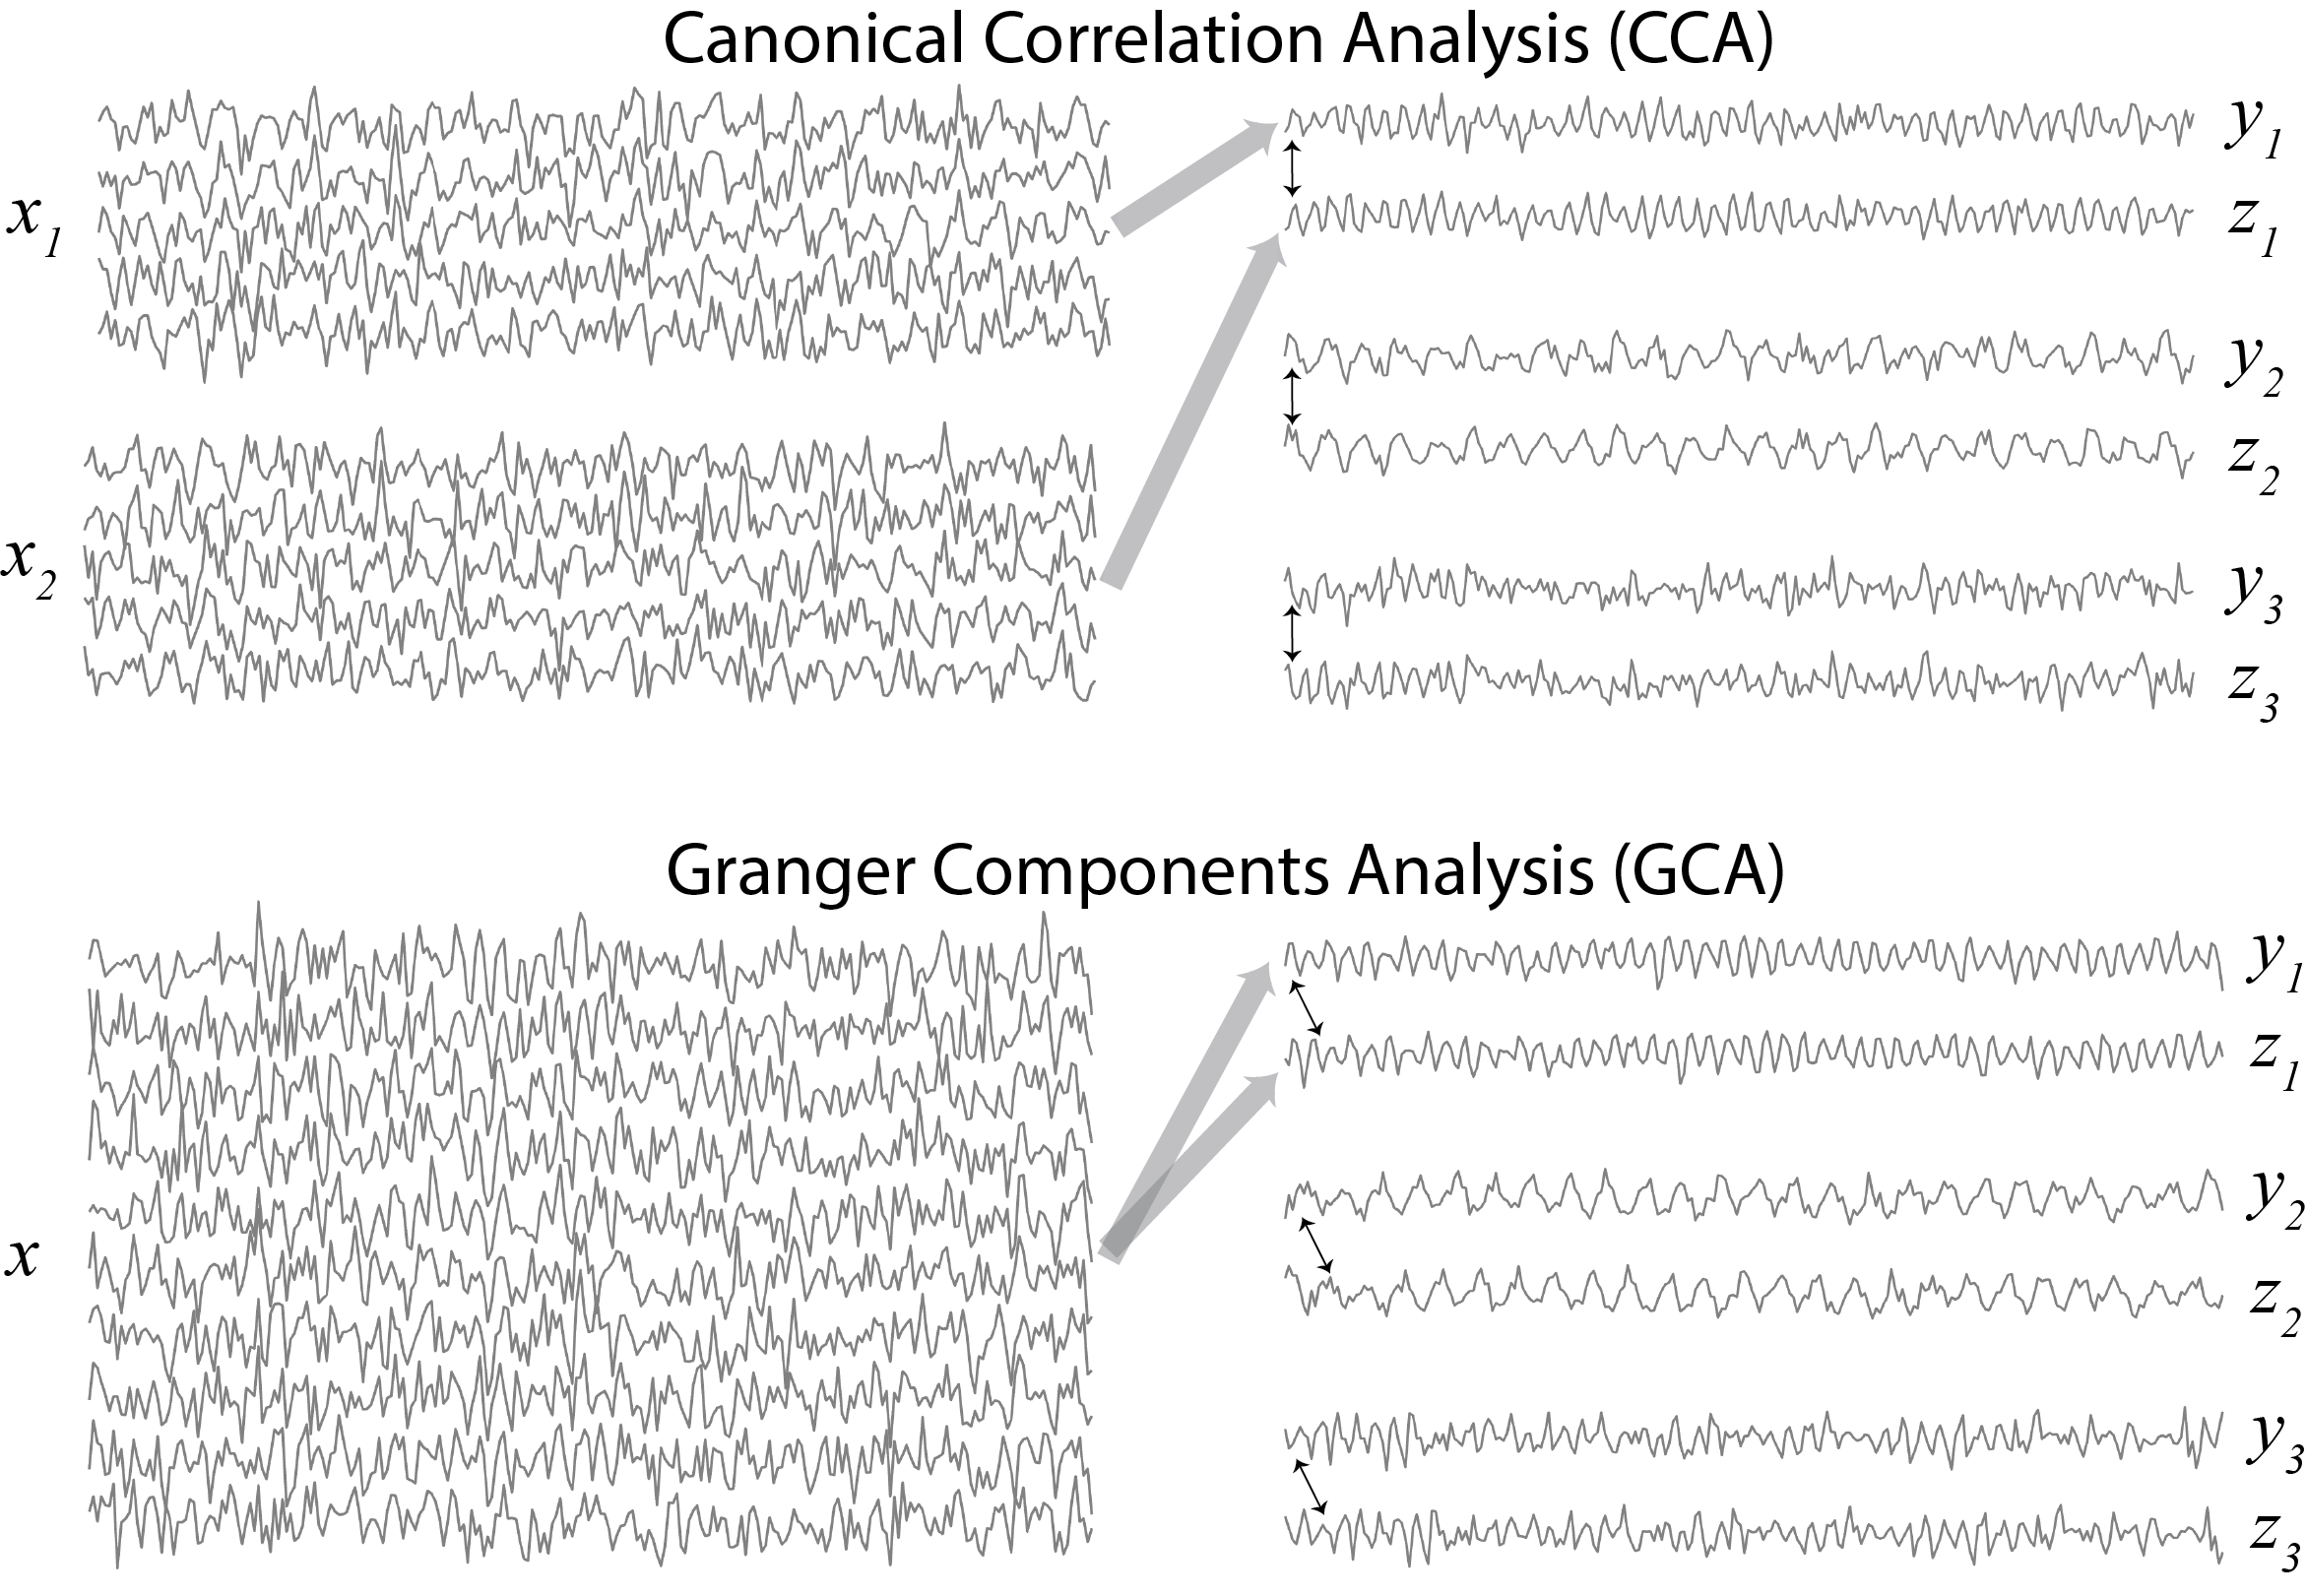 Canonical Correlation Analysis (CCA)
x1
y1
z1
y2
z2
x2
y3
z3
Granger Components Analysis (GCA)
y1
z1
y2
x
z2
y3
z3